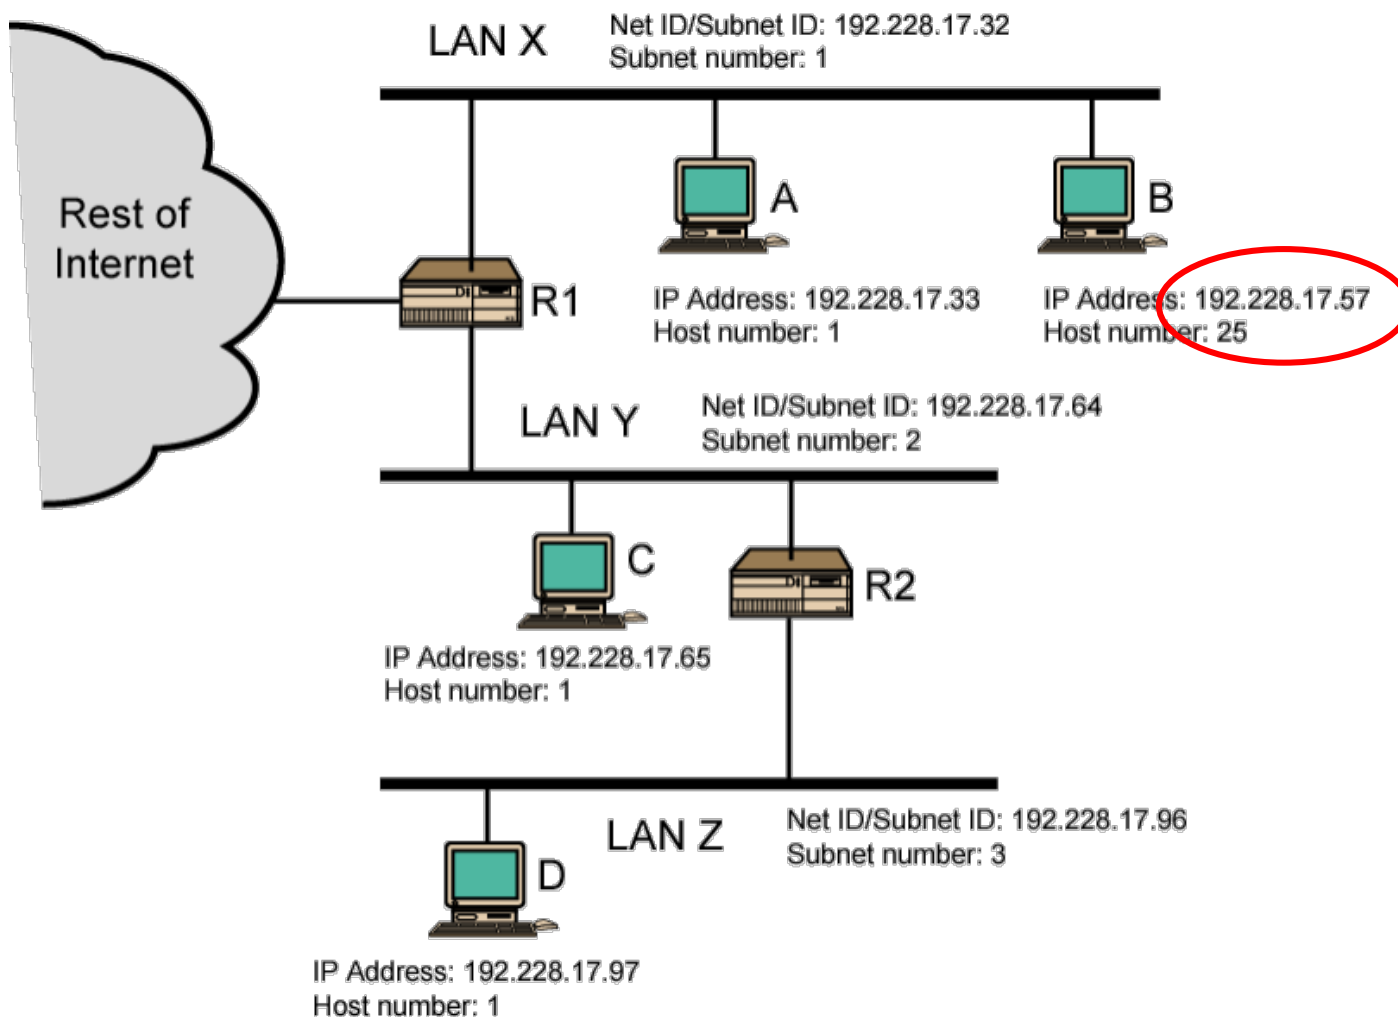 LAN X
Net ID/Subnet ID: 192.228.17.32
Subnet number: 1
Rest of
Internet
A
B
R1
IP Address: 192.228.17.33
Host number: 1
IP Address: 192.228.17.57
Host number: 25
LAN Y
Net ID/Subnet ID: 192.228.17.64
Subnet number: 2
C
R2
IP Address: 192.228.17.65
Host number: 1
LAN Z
Net ID/Subnet ID: 192.228.17.96
Subnet number: 3
D
IP Address: 192.228.17.97
Host number: 1